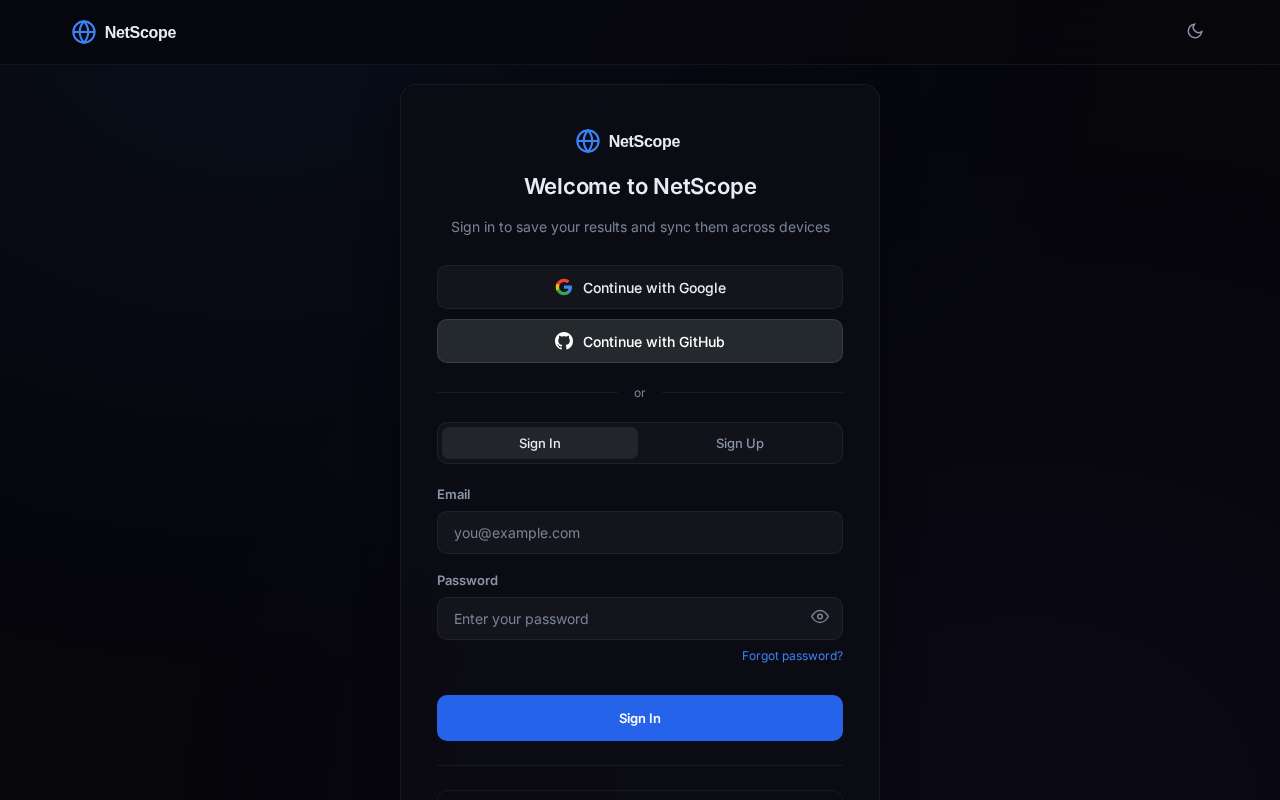 NetScope
NetScope
Welcome to NetScope
Sign in to save your results and sync them across devices
Continue with Google
Continue with GitHub
or
Sign In
Sign Up
Email
you@example.com
Password
Enter your password
Forgot password?
Sign In